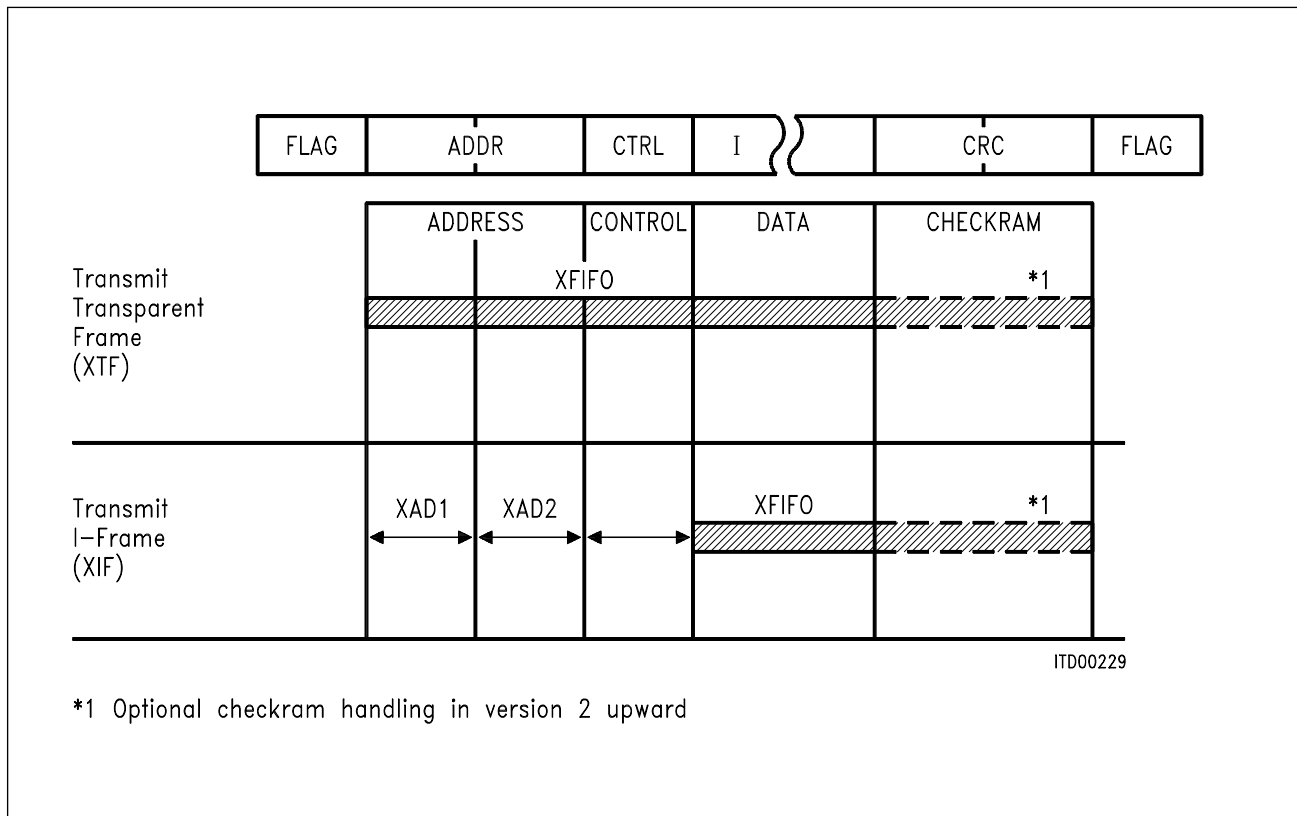 FLAG ADDR CTRL I CRC FLAG
ADDRESS CONTROL DATA CHECKRAM
Transmit
Transparent
Frame
(XTF)
XFIFO *1
Transmit
I-Frame
(XIF)
XAD1 XAD2 XFIFO *1
ITD00229
*1 Optional checkram handling in version 2 upward